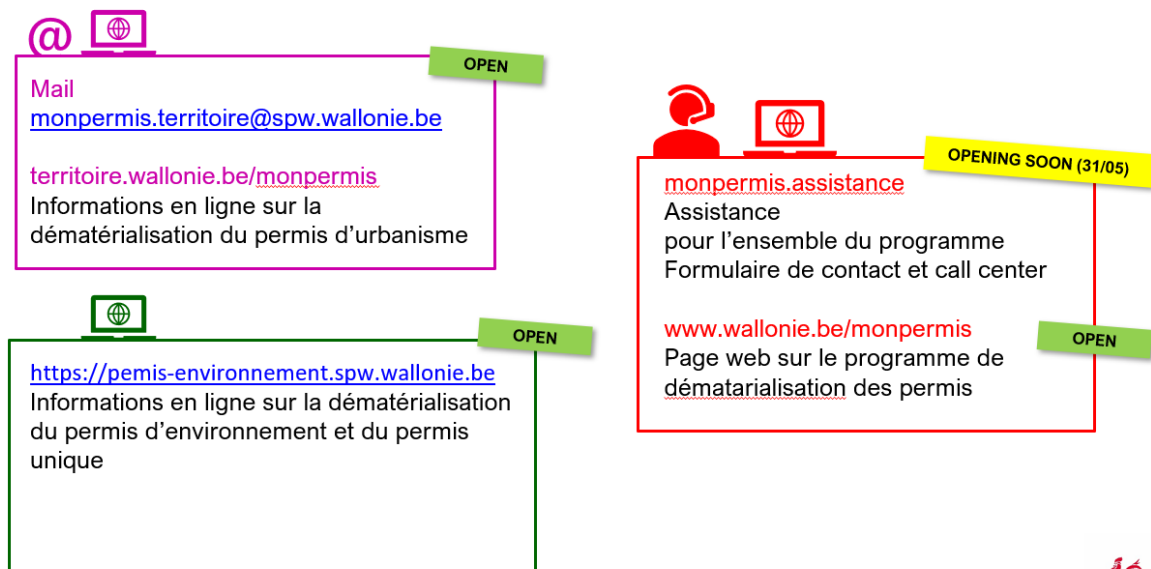 @
OPEN
Mail
monpermis.territoire@spw.wallonie.be
territoire.wallonie.be/monpermis
Informations en ligne sur la
dématérialisation du permis d'urbanisme
OPEN
https://pemis-environnement.spw.wallonie.be
Informations en ligne sur la dématérialisation
du permis d'environnement et du permis
unique
OPENING SOON (31/05)
monpermis.assistance
Assistance
pour l'ensemble du programme
Formulaire de contact et call center
www.wallonie.be/monpermis
OPEN
Page web sur le programme de
dématarialisation des permis